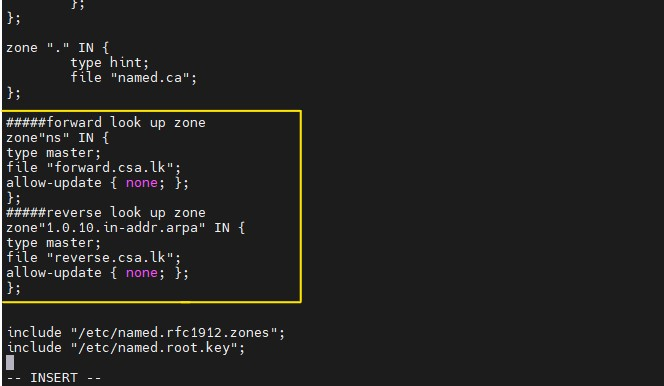 };
};
zone "." IN {
type hint;
file "named.ca";
};
#####forward look up zone
zone"ns" IN {
type master;
file "forward.csa.lk";
allow-update { none; };
};
#####reverse look up zone
zone"1.0.10.in-addr.arpa" IN {
type master;
file "reverse.csa.lk";
allow-update { none; };
};
include "/etc/named.rfc1912.zones";
include "/etc/named.root.key";
-- INSERT --